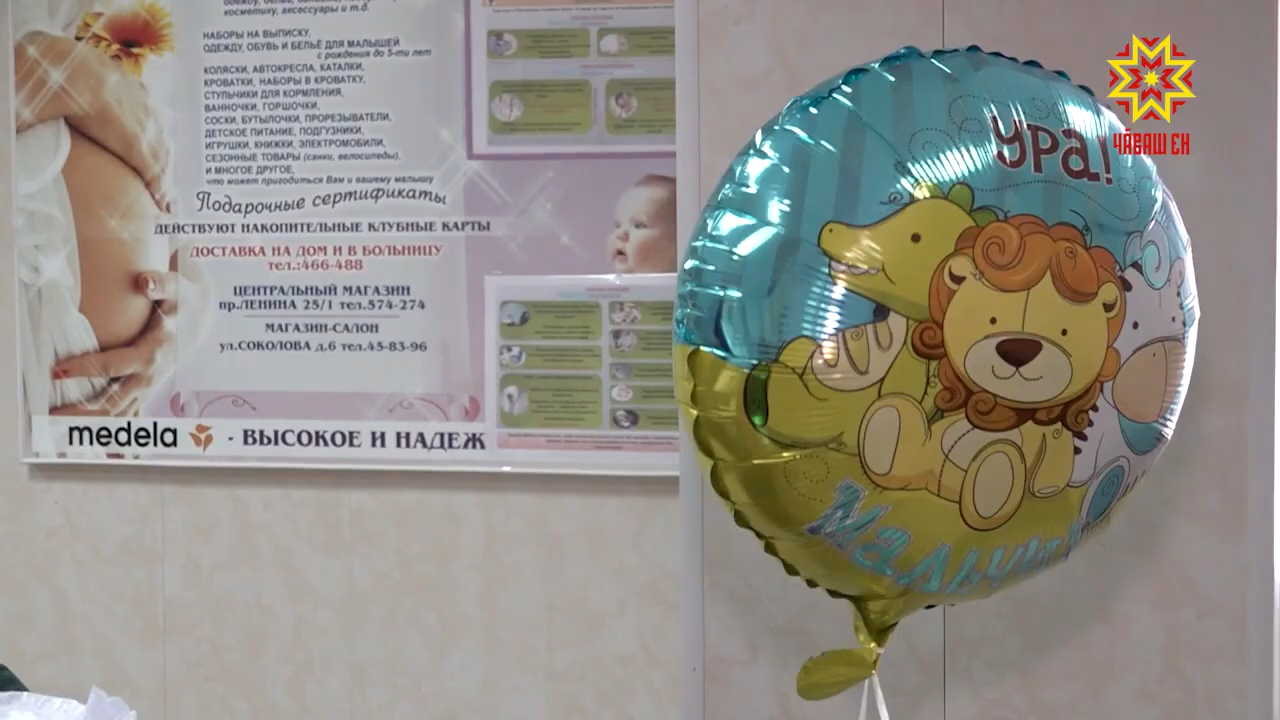 одежду, бельё,
косметику, аксессуары и т.д.
НАБОРЫ НА ВЫПИСКУ,
ОДЕЖДУ, ОБУВЬ И БЕЛЬЁ ДЛЯ МАЛЫШЕЙ
с рождения до 5-ти лет
КОЛЯСКИ, АВТОКРЕСЛА, КАТАЛКИ,
КРОВАТКИ, НАБОРЫ В КРОВАТКУ,
СТУЛЬЧИКИ ДЛЯ КОРМЛЕНИЯ,
ВАННОЧКИ, ГОРШОЧКИ,
СОСКИ, БУТЫЛОЧКИ, ПРОРЕЗЫВАТЕЛИ,
ДЕТСКОЕ ПИТАНИЕ, ПОДГУЗНИКИ,
ИГРУШКИ, КНИЖКИ, ЭЛЕКТРОМОБИЛИ,
СЕЗОННЫЕ ТОВАРЫ (санки, велосипеды),
И МНОГОЕ ДРУГОЕ,
что может пригодиться Вам и вашему малышу
Подарочные сертификаты
ДЕЙСТВУЮТ НАКОПИТЕЛЬНЫЕ КЛУБНЫЕ КАРТЫ
ДОСТАВКА НА ДОМ И В БОЛЬНИЦУ
тел.:466-488
ЦЕНТРАЛЬНЫЙ МАГАЗИН
пр.ЛЕНИНА 25/1 тел.574-274
МАГАЗИН-САЛОН
ул.СОКОЛОВА д.6 тел.45-83-96
medela - ВЫСОКОЕ И НАДЕЖ
УРа!
Мальчик
ЧӐВАШ ЕН